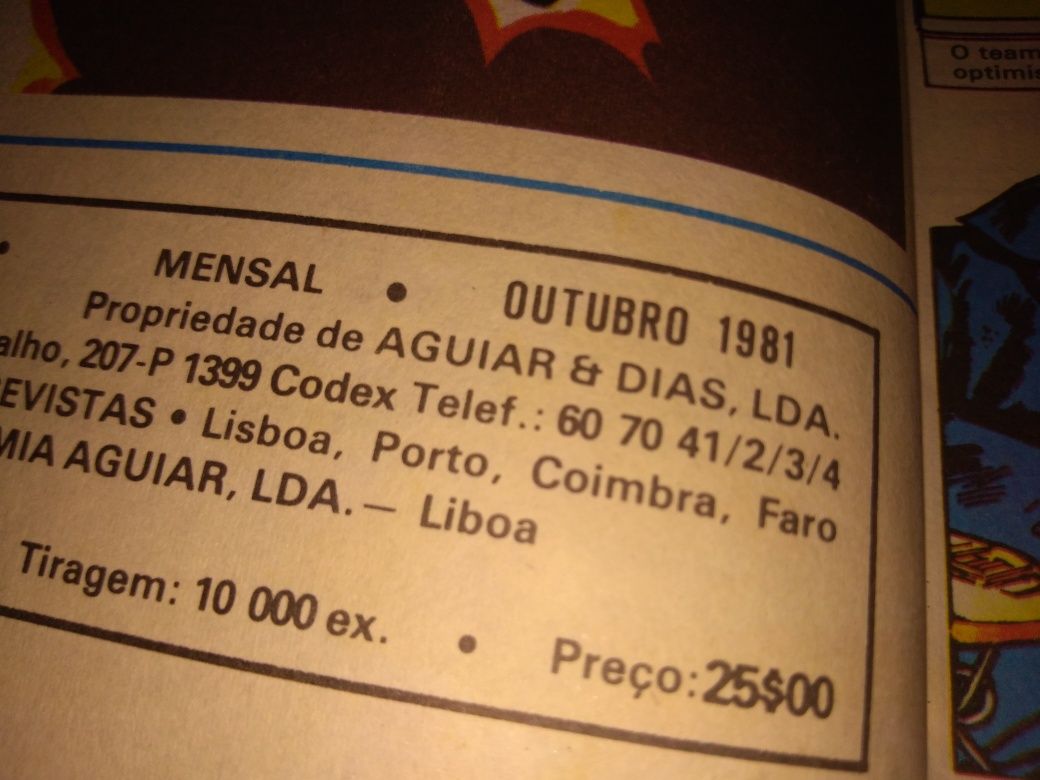 MENSAL • OUTUBRO 1981
Propriedade de AGUIAR & DIAS, LDA.
alho, 207-P 1399 Codex Telef.: 60 70 41/2/3/4
EVISTAS • Lisboa, Porto, Coimbra, Faro
MIA AGUIAR, LDA. — Liboa
Tiragem: 10 000 ex. • Preço: 25$00
O team
optimis